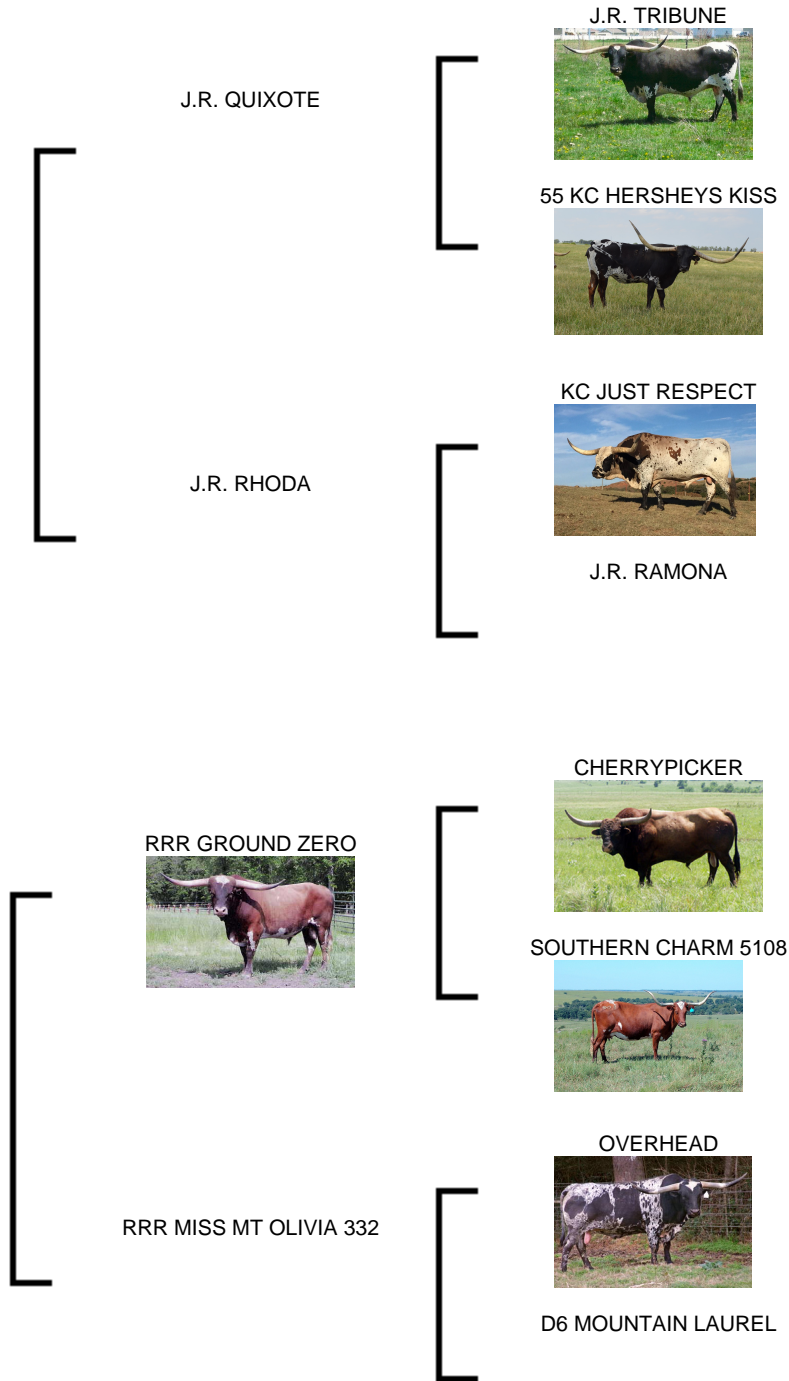 J.R. TRIBUNE
J.R. QUIXOTE
55 KC HERSHEYS KISS
KC JUST RESPECT
J.R. RHODA
J.R. RAMONA
CHERRYPICKER
RRR GROUND ZERO
SOUTHERN CHARM 5108
OVERHEAD
RRR MISS MT OLIVIA 332
D6 MOUNTAIN LAUREL